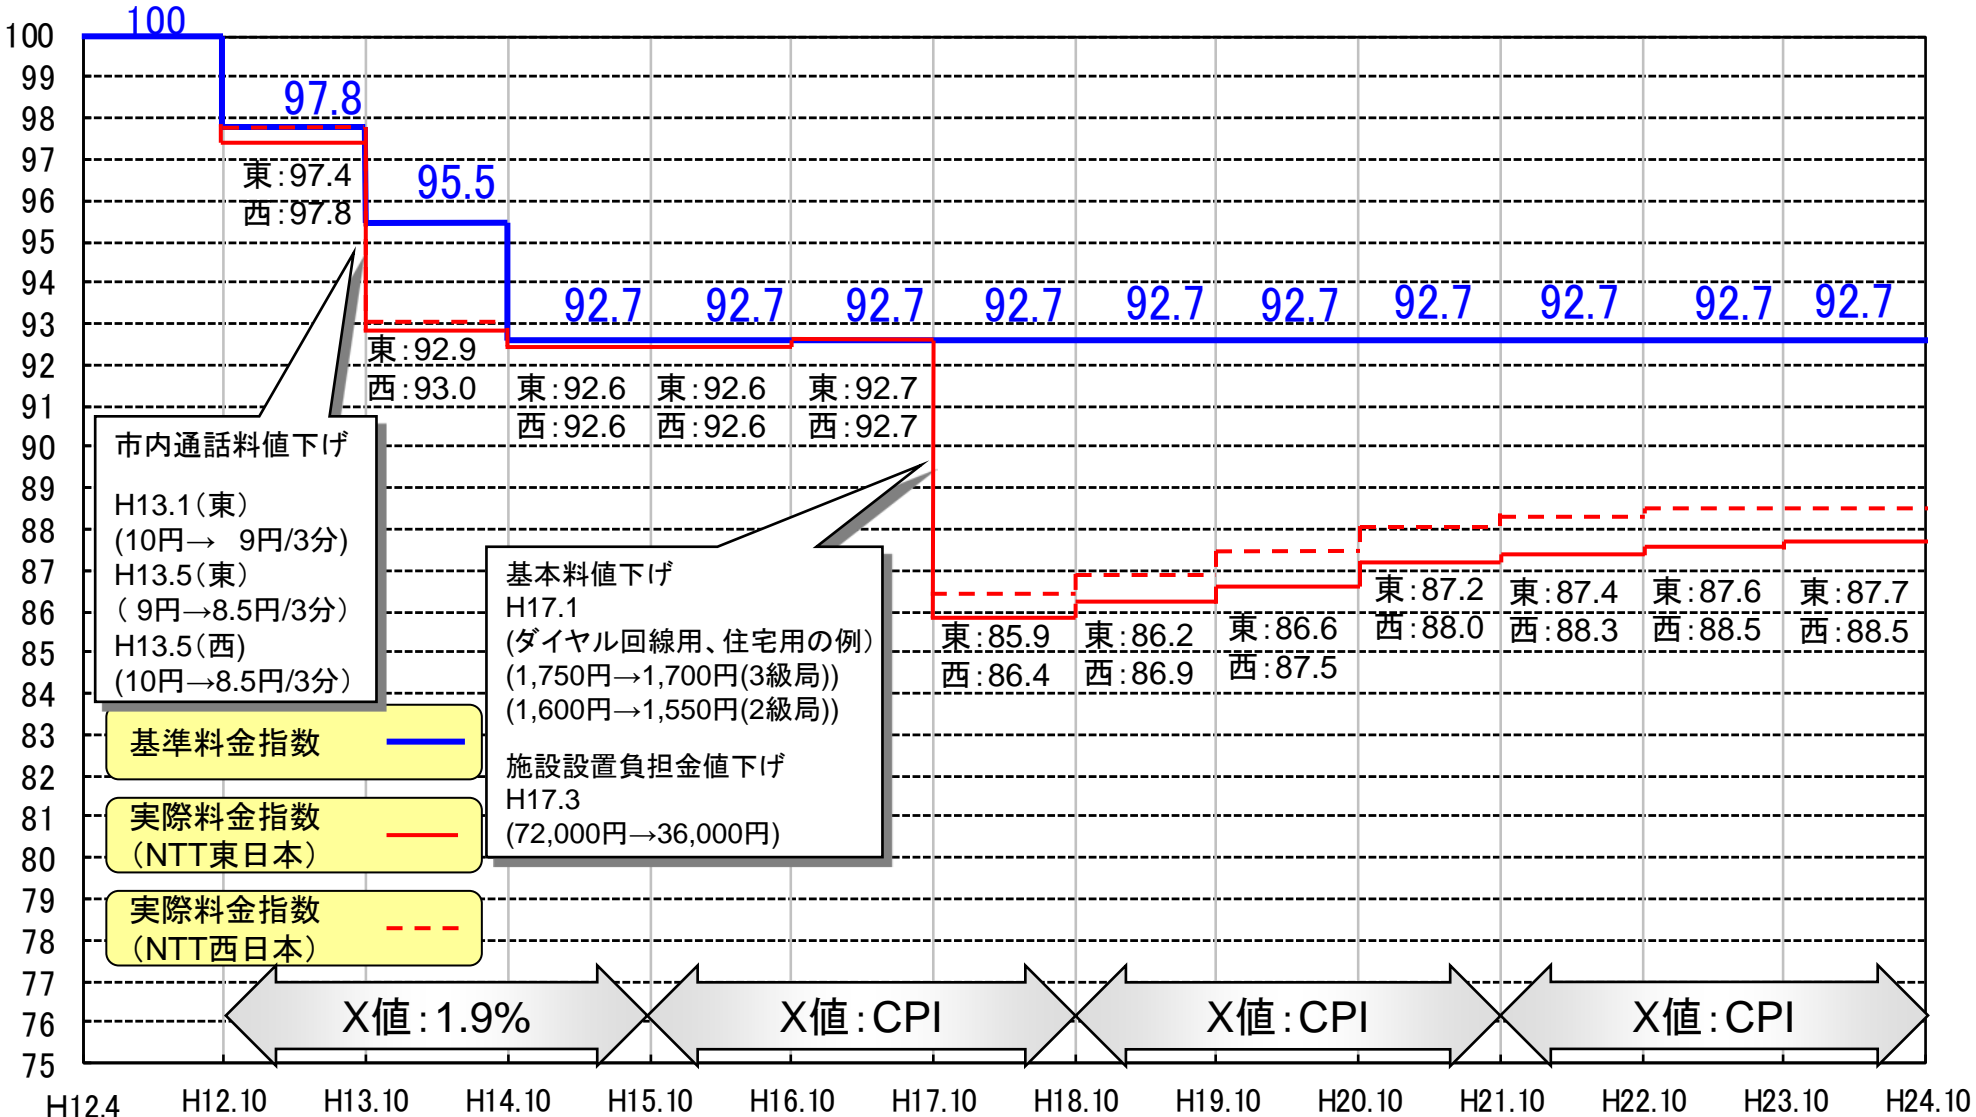 100
99
98
97
96
95
94
93
92
91
90
89
88
87
86
85
84
83
82
81
80
79
78
77
76
75
100
97.8
95.5
92.7
92.7
92.7
92.7
92.7
92.7
92.7
92.7
92.7
92.7
東:97.4
西:97.8
東:92.9
西:93.0
東:92.6
西:92.6
東:92.6
西:92.6
東:92.7
西:92.7
東:85.9
西:86.4
東:86.2
西:86.9
東:86.6
西:87.5
東:87.2
西:88.0
東:87.4
西:88.3
東:87.6
西:88.5
東:87.7
西:88.5
市内通話料値下げ
H13.1(東)
(10円→ 9円/3分)
H13.5(東)
( 9円→8.5円/3分)
H13.5(西)
(10円→8.5円/3分)
基本料値下げ
H17.1
(ダイヤル回線用、住宅用の例)
(1,750円→1,700円(3級局))
(1,600円→1,550円(2級局))
施設設置負担金値下げ
H17.3
(72,000円→36,000円)
基準料金指数
実際料金指数
(NTT東日本)
実際料金指数
(NTT西日本)
X値:1.9%
X値:CPI
X値:CPI
X値:CPI
H12.4
H12.10
H13.10
H14.10
H15.10
H16.10
H17.10
H18.10
H19.10
H20.10
H21.10
H22.10
H23.10
H24.10